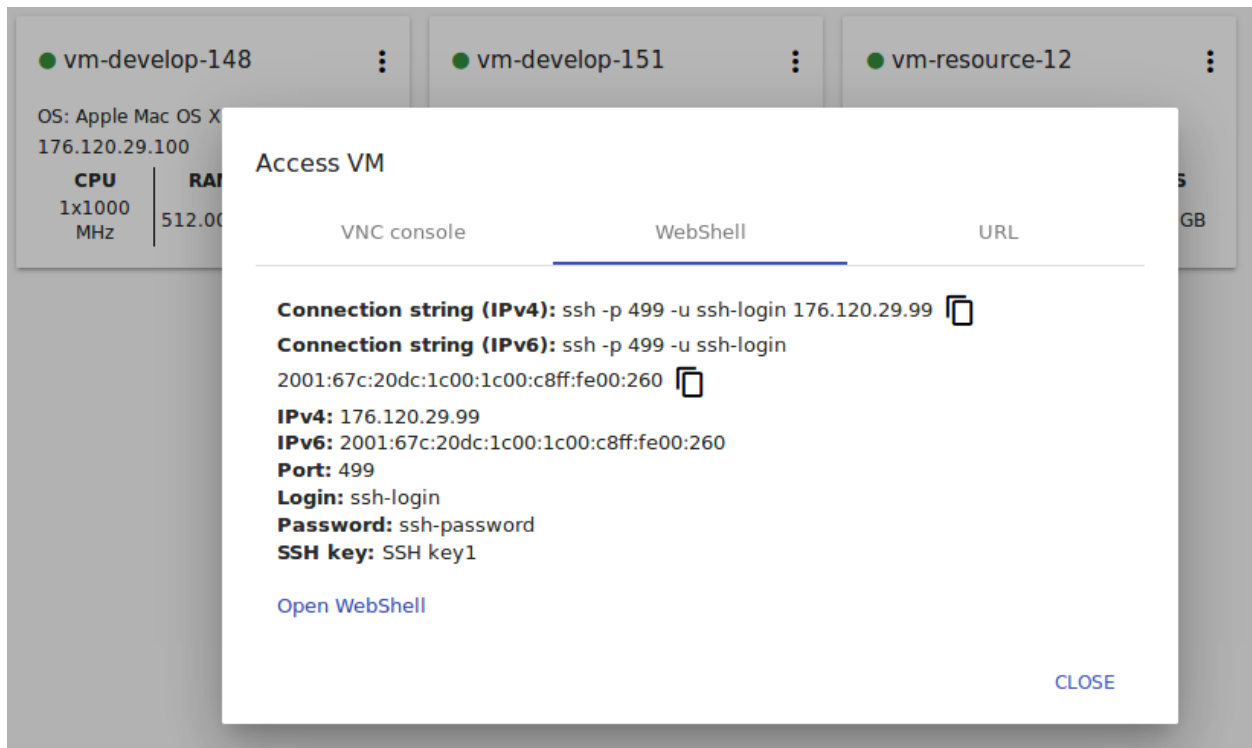 vm-develop-148
vm-develop-151
vm-resource-12
OS: Apple Mac OS X
176.120.29.100
CPU
1x1000
MHz
512.00
GB
Access VM
VNC console WebShell URL
Connection string (IPv4): ssh -p 499 -u ssh-login 176.120.29.99
Connection string (IPv6): ssh -p 499 -u ssh-login
2001:67c:20dc:1c00:1c00:c8ff:fe00:260
IPv4: 176.120.29.99
IPv6: 2001:67c:20dc:1c00:1c00:c8ff:fe00:260
Port: 499
Login: ssh-login
Password: ssh-password
SSH key: SSH key1
Open WebShell
CLOSE